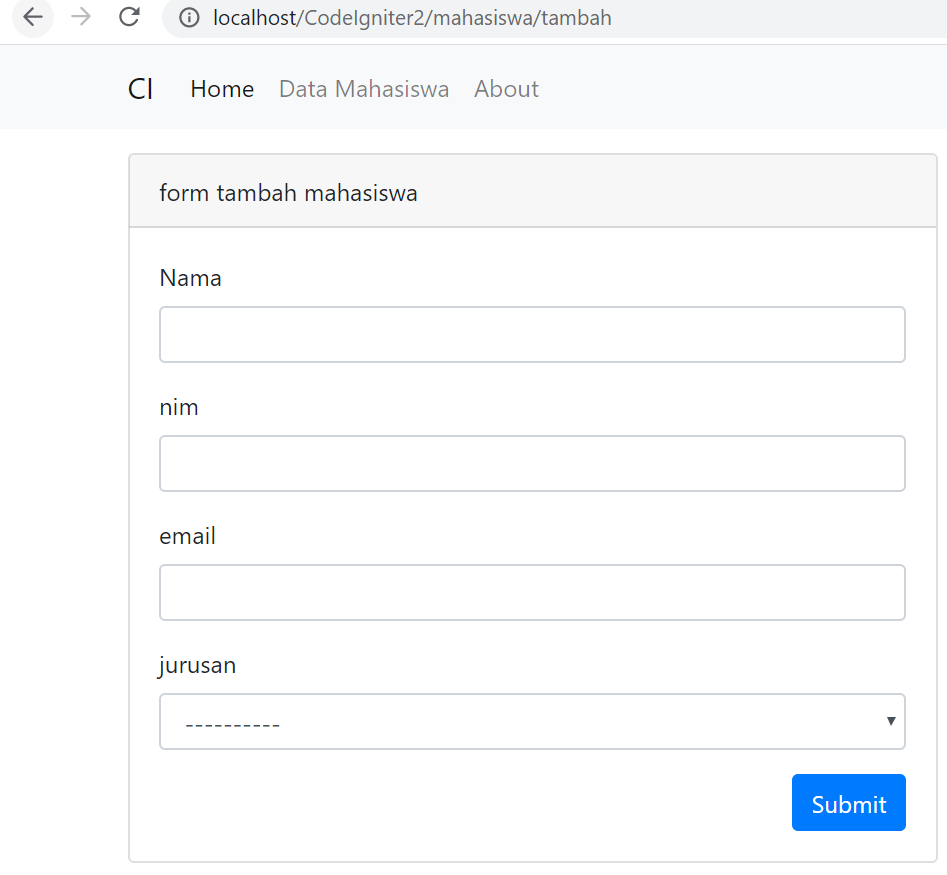 localhost/CodeIgniter2/mahasiswa/tambah
CI Home Data Mahasiswa About
form tambah mahasiswa
Nama
nim
email
jurusan
----------
Submit